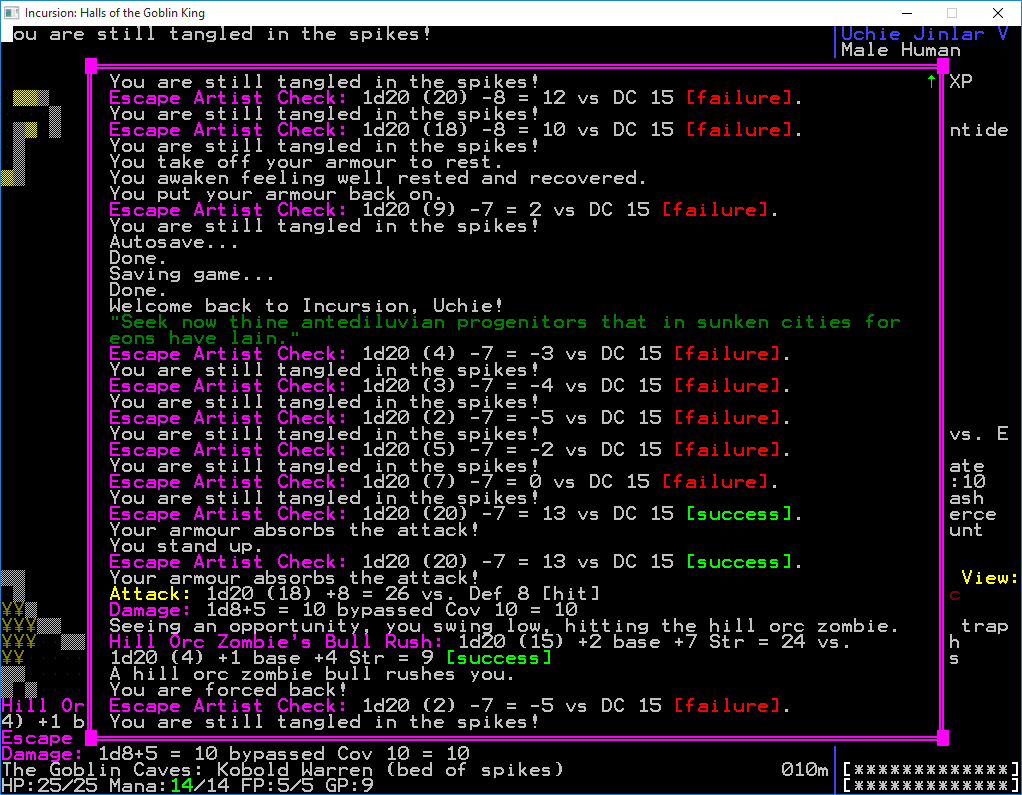 Incursion: Halls of the Goblin King
ou are still tangled in the spikes!
Uchie Jinlar V
Male Human
You are still tangled in the spikes!
XP
Escape Artist Check: 1d20 (20) -8 = 12 vs DC 15 [failure].
You are still tangled in the spikes!
Escape Artist Check: 1d20 (18) -8 = 10 vs DC 15 [failure].
ntide
You are still tangled in the spikes!
You take off your armour to rest.
You awaken feeling well rested and recovered.
You put your armour back on.
Escape Artist Check: 1d20 (9) -7 = 2 vs DC 15 [failure].
You are still tangled in the spikes!
Autosave...
Done.
Saving game...
Done.
Welcome back to Incursion, Uchie!
"Seek now thine antediluvian progenitors that in sunken cities for
eons have lain."
Escape Artist Check: 1d20 (4) -7 = -3 vs DC 15 [failure].
You are still tangled in the spikes!
Escape Artist Check: 1d20 (3) -7 = -4 vs DC 15 [failure].
You are still tangled in the spikes!
Escape Artist Check: 1d20 (2) -7 = -5 vs DC 15 [failure].
You are still tangled in the spikes!
vs. E
Escape Artist Check: 1d20 (5) -7 = -2 vs DC 15 [failure].
You are still tangled in the spikes!
ate
Escape Artist Check: 1d20 (7) -7 = 0 vs DC 15 [failure].
:10
You are still tangled in the spikes!
ash
Escape Artist Check: 1d20 (20) -7 = 13 vs DC 15 [success].
erce
Your armour absorbs the attack!
unt
You stand up.
Escape Artist Check: 1d20 (20) -7 = 13 vs DC 15 [success].
Your armour absorbs the attack!
View:
Attack: 1d20 (18) +8 = 26 vs. Def 8 [hit]
c
Damage: 1d8+5 = 10 bypassed Cov 10 = 10
Seeing an opportunity, you swing low, hitting the hill orc zombie.
trap
Hill Orc Zombie's Bull Rush: 1d20 (15) +2 base +7 Str = 24 vs.
h
1d20 (4) +1 base +4 Str = 9 [success]
s
A hill orc zombie bull rushes you.
You are forced back!
Hill Or
Escape Artist Check: 1d20 (2) -7 = -5 vs DC 15 [failure].
4) +1 b
You are still tangled in the spikes!
Escape
Damage: 1d8+5 = 10 bypassed Cov 10 = 10
The Goblin Caves: Kobold Warren (bed of spikes)
010m
[*************]
HP:25/25 Mana:14/14 FP:5/5 GP:9
[*************]